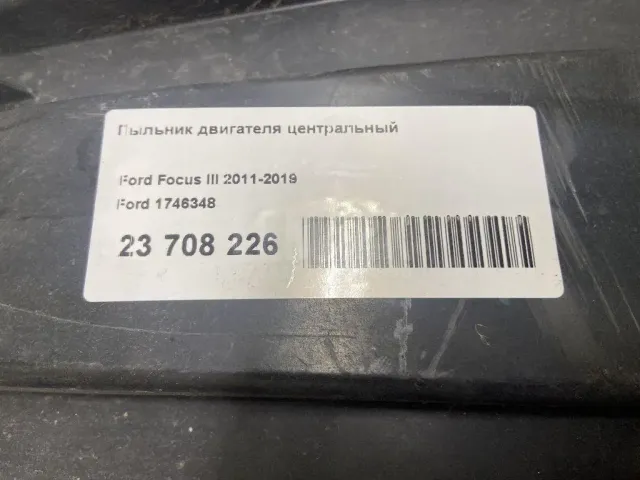 Пыльник двигателя центральный
Ford Focus III 2011-2019
Ford 1746348
23 708 226